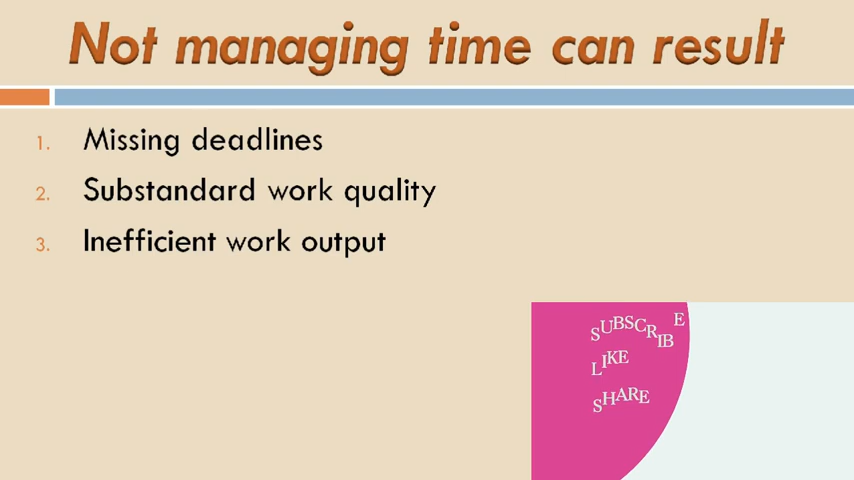 Not managing time can result
1. Missing deadlines
2. Substandard work quality
3. Inefficient work output
SUBSCRIBE
LIKE
SHARE